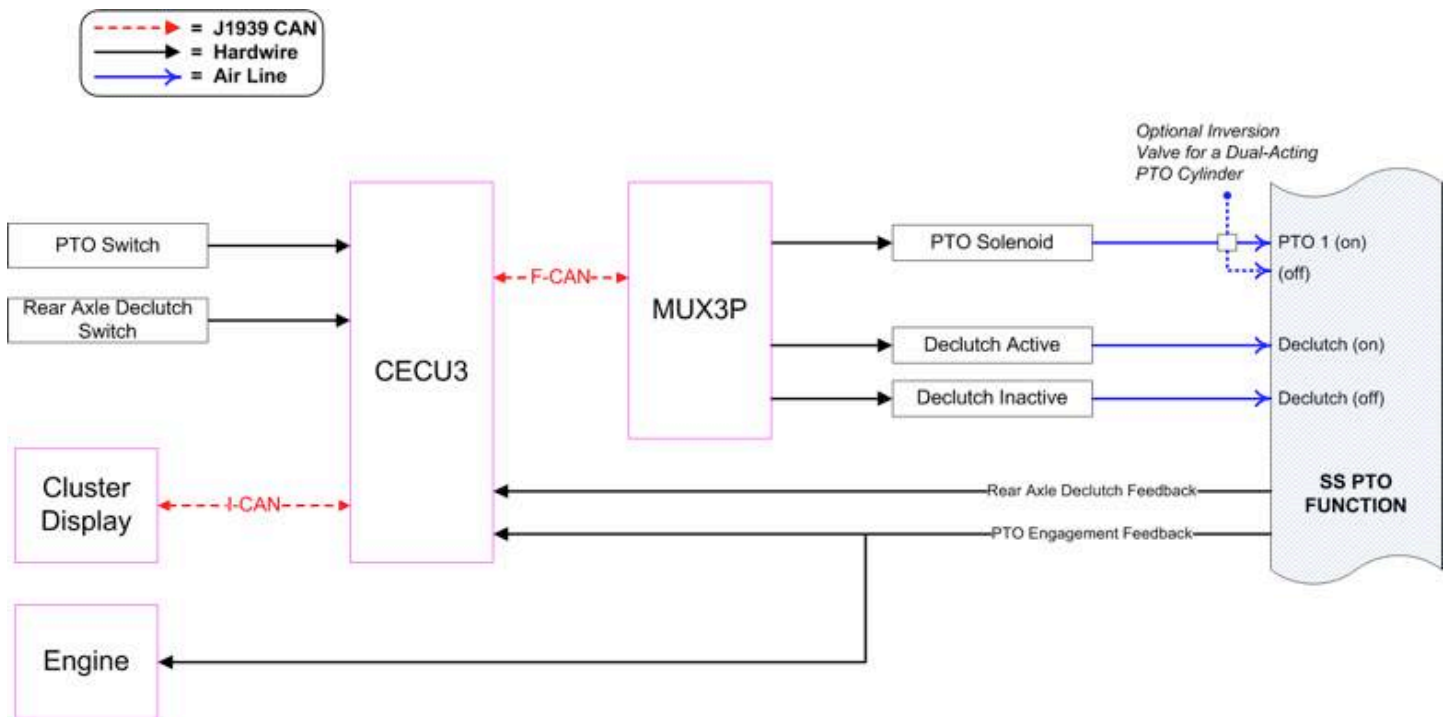 = J1939 CAN
= Hardwire
= Air Line
Optional Inversion
Valve for a Dual-Acting
PTO Cylinder
PTO Switch
PTO Solenoid
PTO 1 (on)
(off)
F-CAN
Rear Axle Declutch
Switch
MUX3P
Declutch Active
Declutch (on)
CECU3
Declutch Inactive
Declutch (off)
Cluster
Display
I-CAN
Rear Axle Declutch Feedback
SS PTO
FUNCTION
PTO Engagement Feedback
Engine